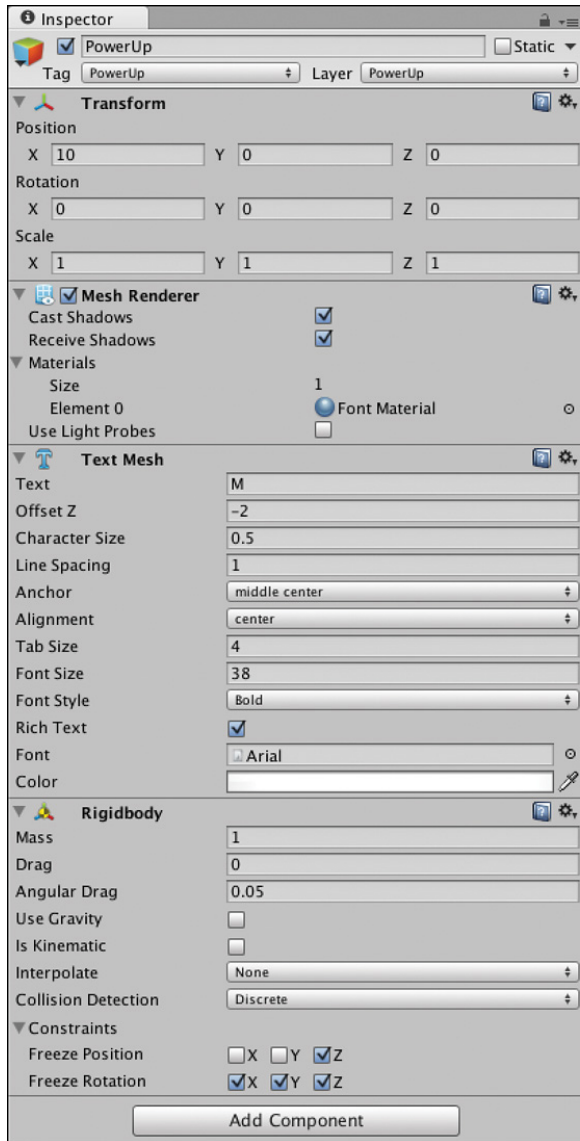 Inspector
PowerUp Static
Tag PowerUp Layer PowerUp
Transform
Position
X 10 Y 0 Z 0
Rotation
X 0 Y 0 Z 0
Scale
X 1 Y 1 Z 1
Mesh Renderer
Cast Shadows
Receive Shadows
Materials
Size 1
Element 0 Font Material
Use Light Probes
Text Mesh
Text M
Offset Z -2
Character Size 0.5
Line Spacing 1
Anchor middle center
Alignment center
Tab Size 4
Font Size 38
Font Style Bold
Rich Text
Font Arial
Color
Rigidbody
Mass 1
Drag 0
Angular Drag 0.05
Use Gravity
Is Kinematic
Interpolate None
Collision Detection Discrete
Constraints
Freeze Position X Y Z
Freeze Rotation X Y Z
Add Component